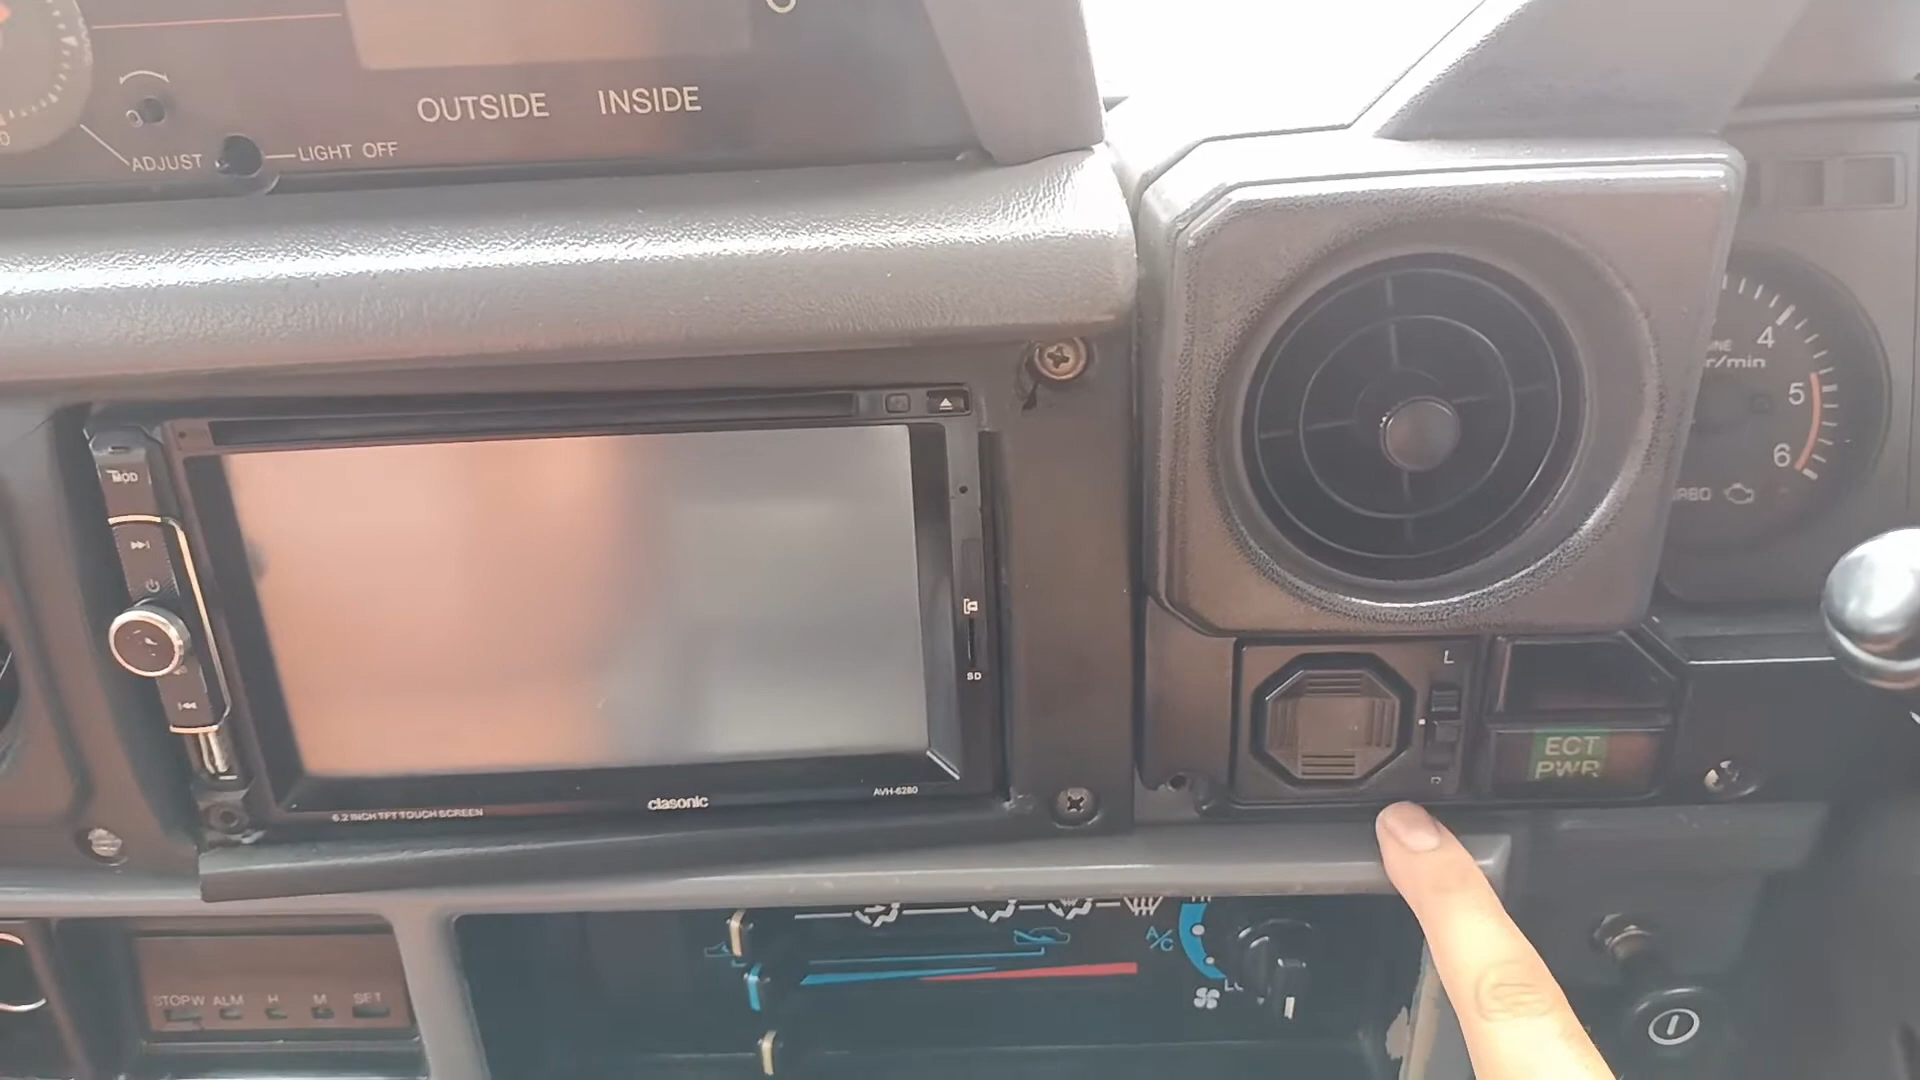 OUTSIDE INSIDE
ADJUST
LIGHT OFF
4
r/min
5
6
MOD
SD
L
R
ECT
PWR
AVH-6280
clasonic
6.2 INCH TFT TOUCH SCREEN
A/C
STOPW ALM H M SET